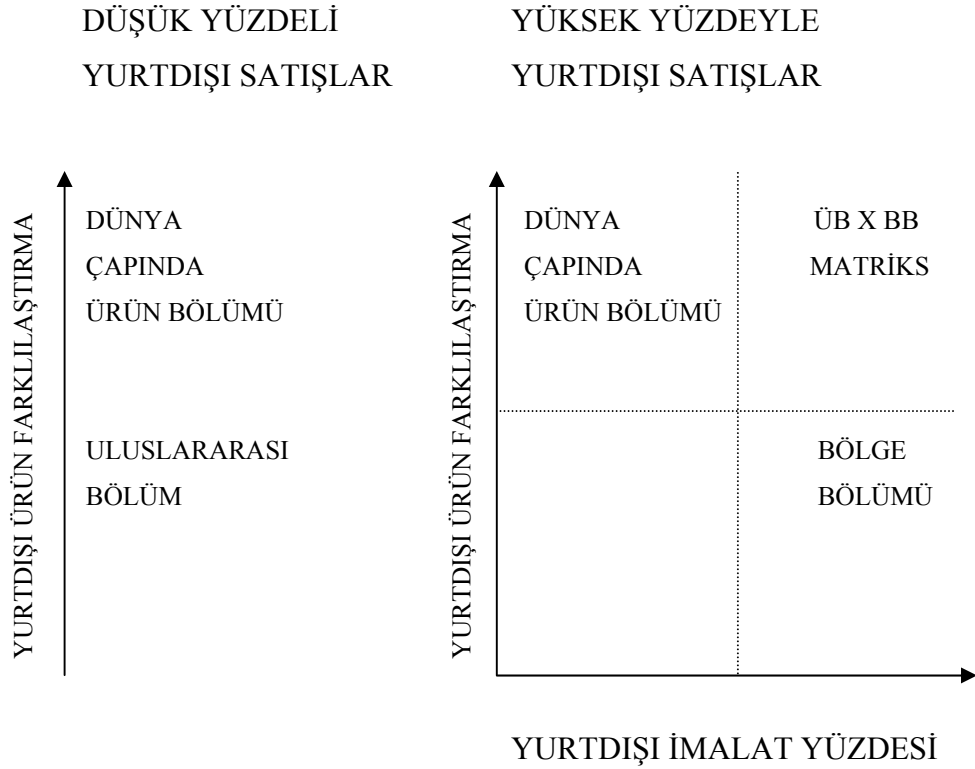 DÜŞÜK YÜZDELİ
YURTDIŞI SATIŞLAR
YÜKSEK YÜZDEYLE
YURTDIŞI SATIŞLAR
YURTDIŞI ÜRÜN FARKLILAŞTIRMA
DÜNYA
ÇAPINDA
ÜRÜN BÖLÜMÜ
ULUSLARARASI
BÖLÜM
YURTDIŞI ÜRÜN FARKLILAŞTIRMA
DÜNYA
ÇAPINDA
ÜRÜN BÖLÜMÜ
ÜB X BB
MATRİKS
BÖLGE
BÖLÜMÜ
YURTDIŞI İMALAT YÜZDESİ